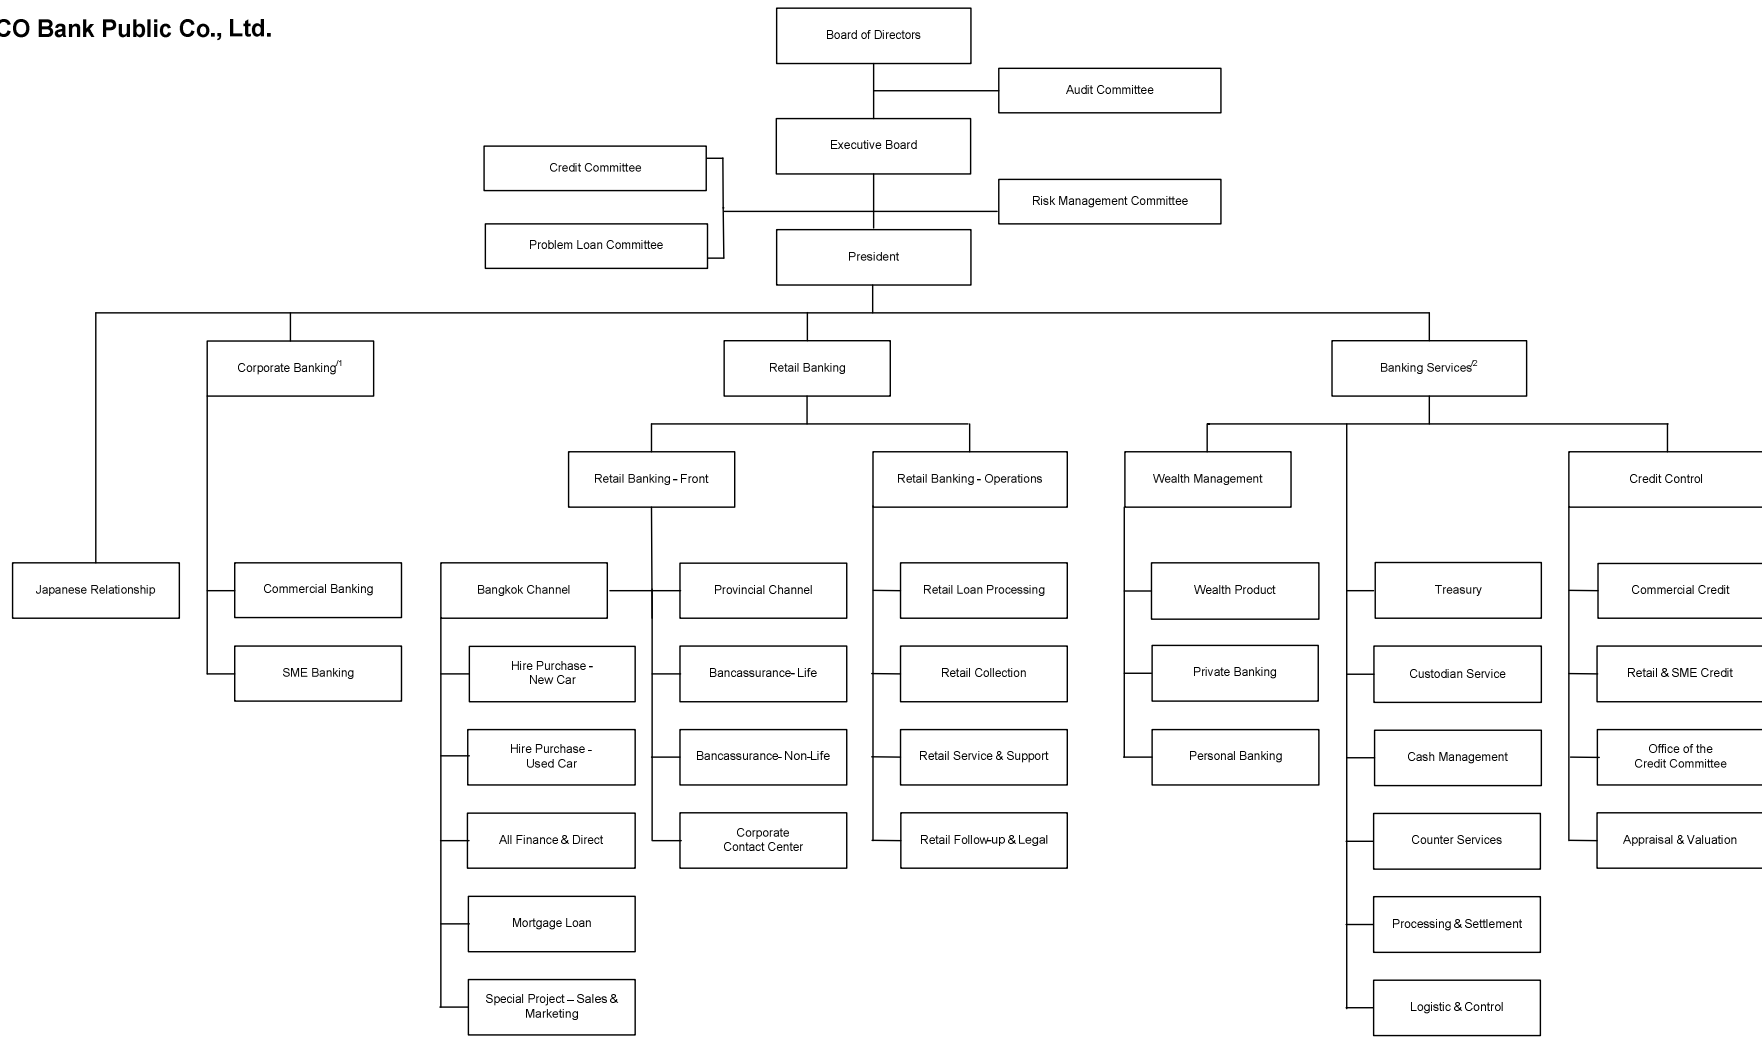 CO Bank Public Co., Ltd.
Board of Directors
Audit Committee
Executive Board
Credit Committee
Risk Management Committee
Problem Loan Committee
President
Corporate Banking/1
Retail Banking
Banking Services/2
Retail Banking - Front
Retail Banking - Operations
Wealth Management
Credit Control
Japanese Relationship
Commercial Banking
Bangkok Channel
Provincial Channel
Retail Loan Processing
Wealth Product
Treasury
Commercial Credit
SME Banking
Hire Purchase -
New Car
Bancassurance- Life
Retail Collection
Private Banking
Custodian Service
Retail & SME Credit
Hire Purchase -
Used Car
Bancassurance- Non-Life
Retail Service & Support
Personal Banking
Cash Management
Office of the
Credit Committee
All Finance & Direct
Corporate
Contact Center
Retail Follow-up & Legal
Counter Services
Appraisal & Valuation
Mortgage Loan
Processing & Settlement
Special Project – Sales &
Marketing
Logistic & Control